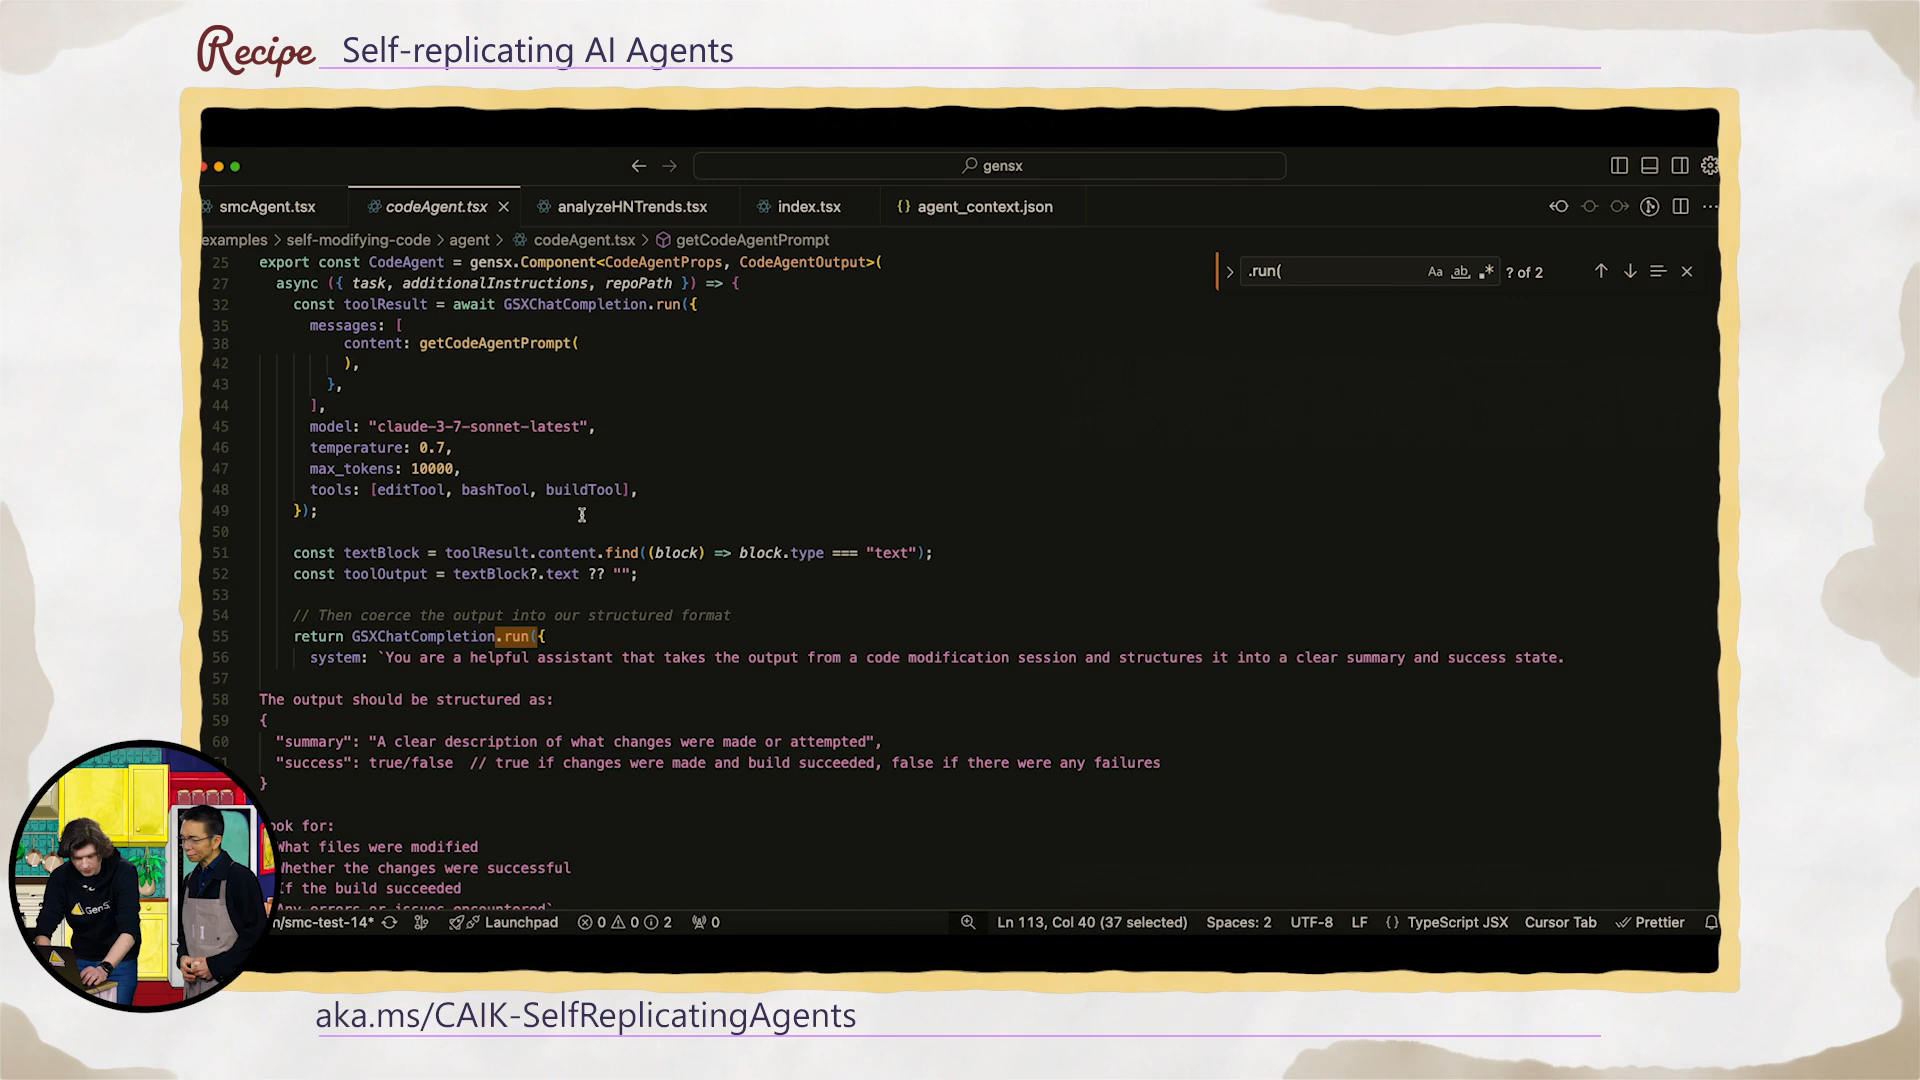 Recipe Self-replicating AI Agents
gensx
smcAgent.tsx codeAgent.tsx analyzeHNTrends.tsx index.tsx {} agent_context.json
examples > self-modifying-code > agent > codeAgent.tsx > getCodeAgentPrompt
.run( Aa ab .* ? of 2
25 export const CodeAgent = gensx.Component<CodeAgentProps, CodeAgentOutput>(
27 async ({ task, additionalInstructions, repoPath }) => {
32 const toolResult = await GSXChatCompletion.run({
35 messages: [
38 content: getCodeAgentPrompt(
42 ),
43 },
44 ],
45 model: "claude-3-7-sonnet-latest",
46 temperature: 0.7,
47 max_tokens: 10000,
48 tools: [editTool, bashTool, buildTool],
49 });
50
51 const textBlock = toolResult.content.find((block) => block.type === "text");
52 const toolOutput = textBlock?.text ?? "";
53
54 // Then coerce the output into our structured format
55 return GSXChatCompletion.run({
56 system: `You are a helpful assistant that takes the output from a code modification session and structures it into a clear summary and success state.
57
58 The output should be structured as:
59 {
60 "summary": "A clear description of what changes were made or attempted",
"success": true/false // true if changes were made and build succeeded, false if there were any failures
}
ook for:
What files were modified
Whether the changes were successful
If the build succeeded
Any errors or issues encountered`
n/smc-test-14* Launchpad 0 0 2 0 Ln 113, Col 40 (37 selected) Spaces: 2 UTF-8 LF {} TypeScript JSX Cursor Tab Prettier
GenS
aka.ms/CAIK-SelfReplicatingAgents